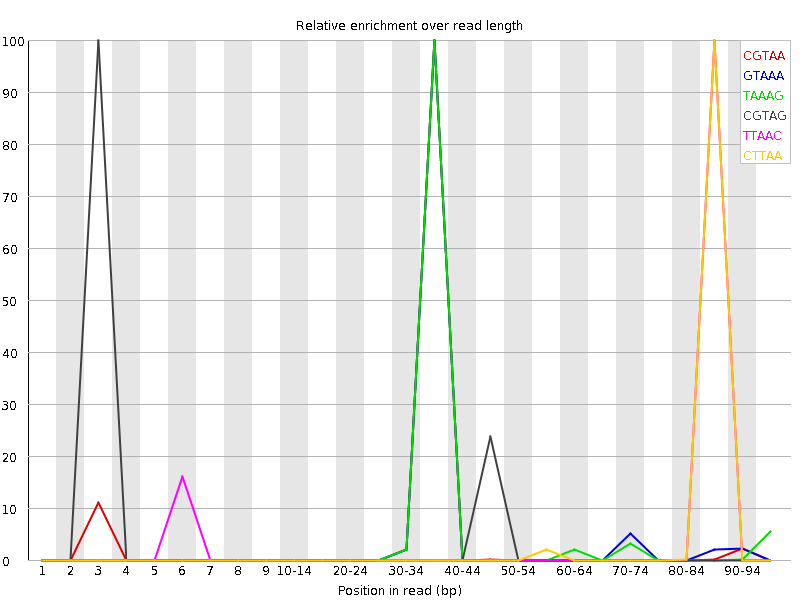 Relative enrichment over read length
100
90
80
70
60
50
40
30
20
10
0
CGTAA
GTAAA
TAAAG
CGTAG
TTAAC
CTTAA
1 2 3 4 5 6 7 8 9 10-14 20-24 30-34 40-44 50-54 60-64 70-74 80-84 90-94
Position in read (bp)